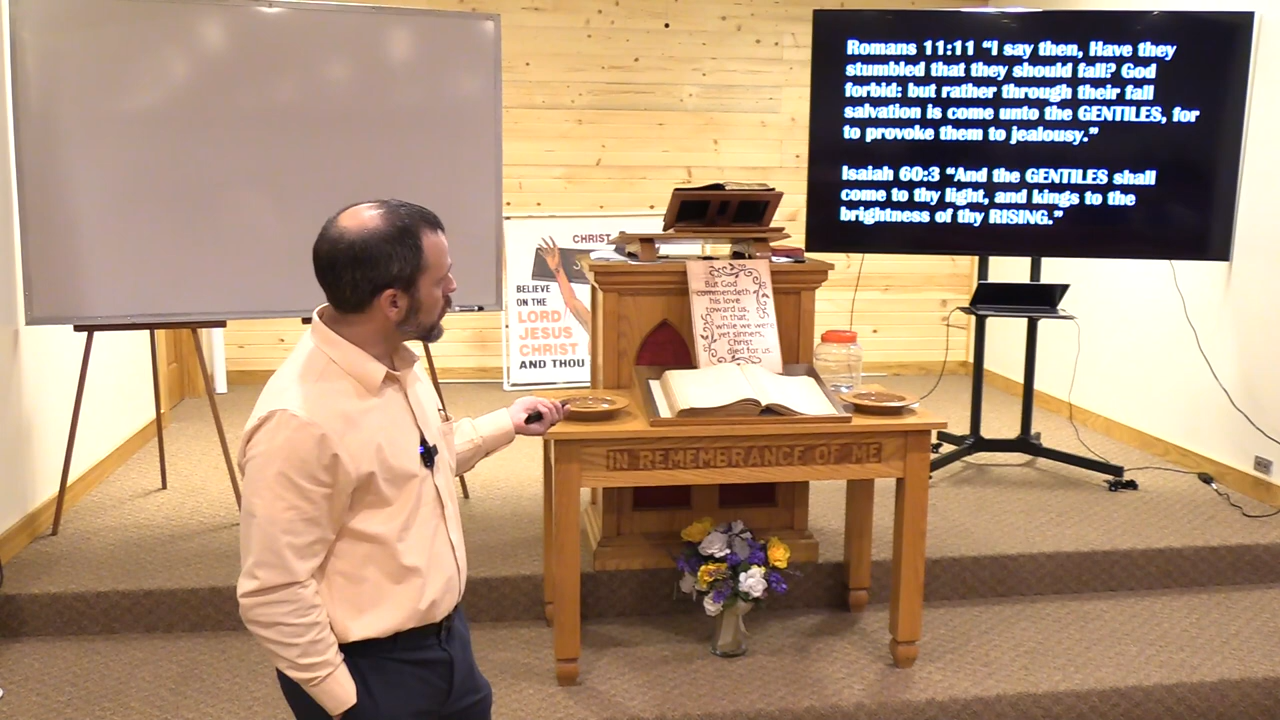 Romans 11:11 “I say then, Have they
stumbled that they should fall? God
forbid: but rather through their fall
salvation is come unto the GENTILES, for
to provoke them to jealousy.”
Isaiah 60:3 “And the GENTILES shall
come to thy light, and kings to the
brightness of thy RISING.”
CHRIST
BELIEVE
ON THE
LORD
JESUS
CHRIST
AND THOU
But God
commendeth
his love
toward us,
in that,
while we were
yet sinners,
Christ
died for us.
IN REMEMBRANCE OF ME